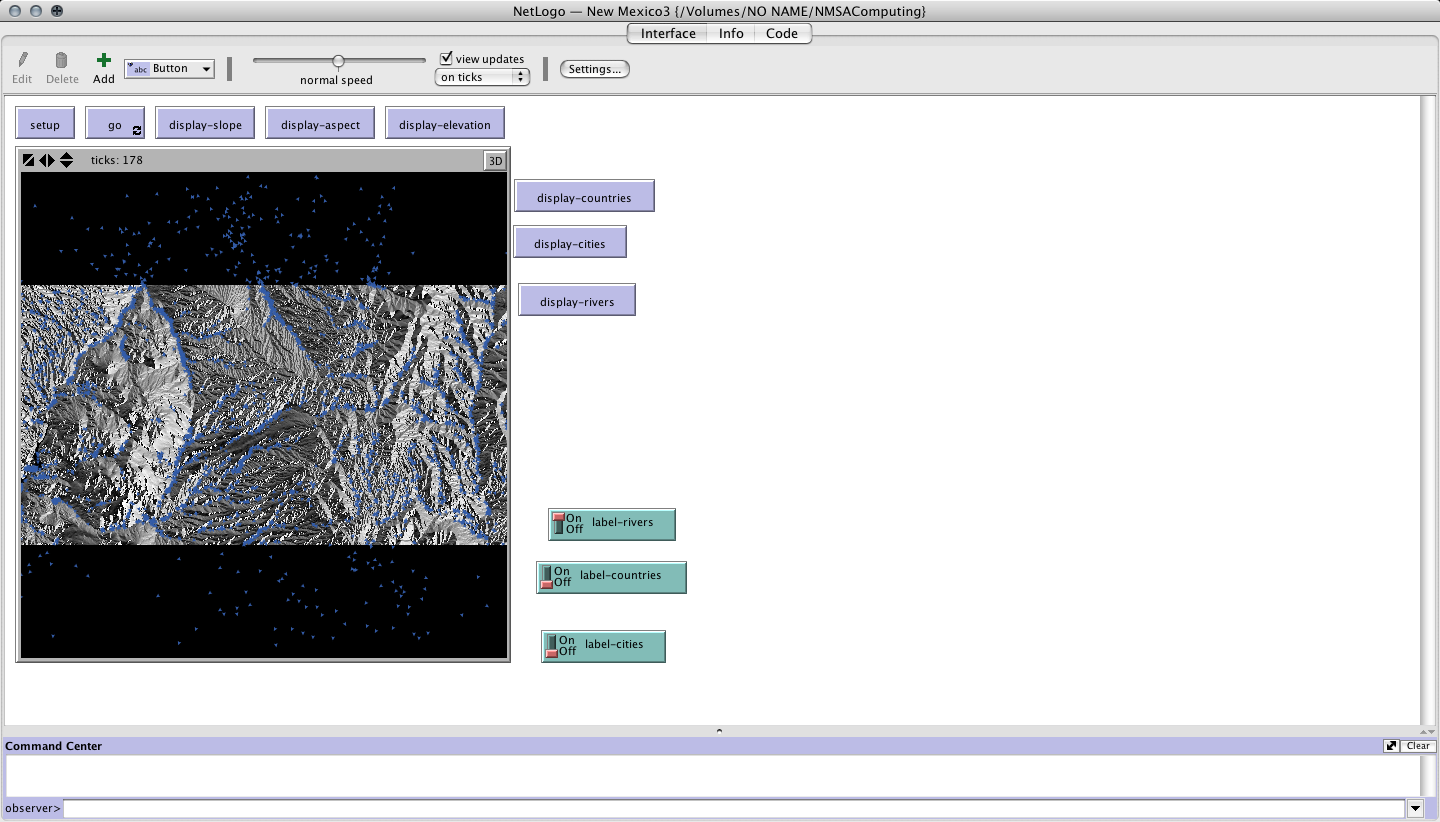 NetLogo — New Mexico3 {/Volumes/NO NAME/NMSAComputing}
Interface Info Code
Edit Delete Add abc Button normal speed view updates on ticks Settings...
setup go display-slope display-aspect display-elevation
ticks: 178 3D
display-countries
display-cities
display-rivers
On Off label-rivers
On Off label-countries
On Off label-cities
Command Center Clear
observer>